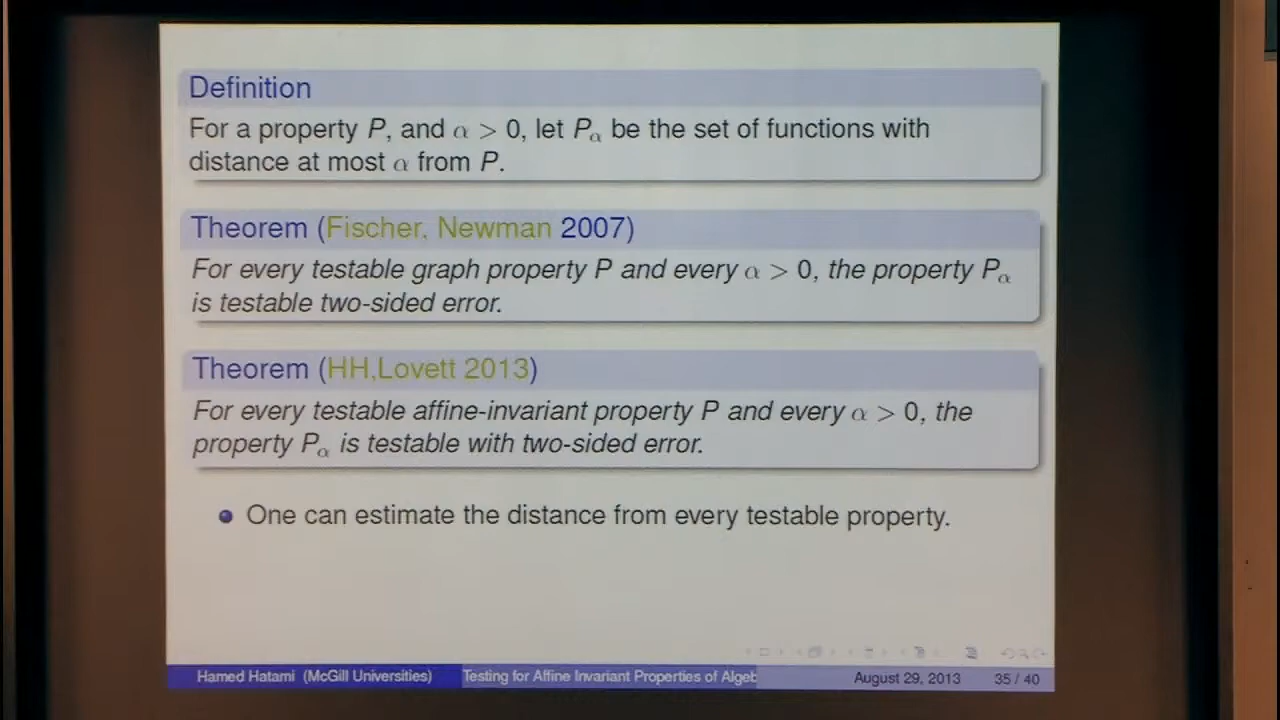 Definition
For a property P, and α > 0, let Pα be the set of functions with
distance at most α from P.
Theorem (Fischer, Newman 2007)
For every testable graph property P and every α > 0, the property Pα
is testable two-sided error.
Theorem (HH,Lovett 2013)
For every testable affine-invariant property P and every α > 0, the
property Pα is testable with two-sided error.
One can estimate the distance from every testable property.
Hamed Hatami (McGill Universities) Testing for Affine Invariant Properties of Algeb August 29, 2013 35 / 40